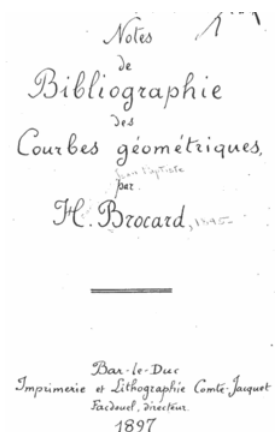 Notes
de
Bibliographie
des
Courbes géométriques,
par
H. Brocard,
Bar-le-Duc
Imprimerie et Lithographie Comte-Jacquet
Facdouel, directeur.
1897